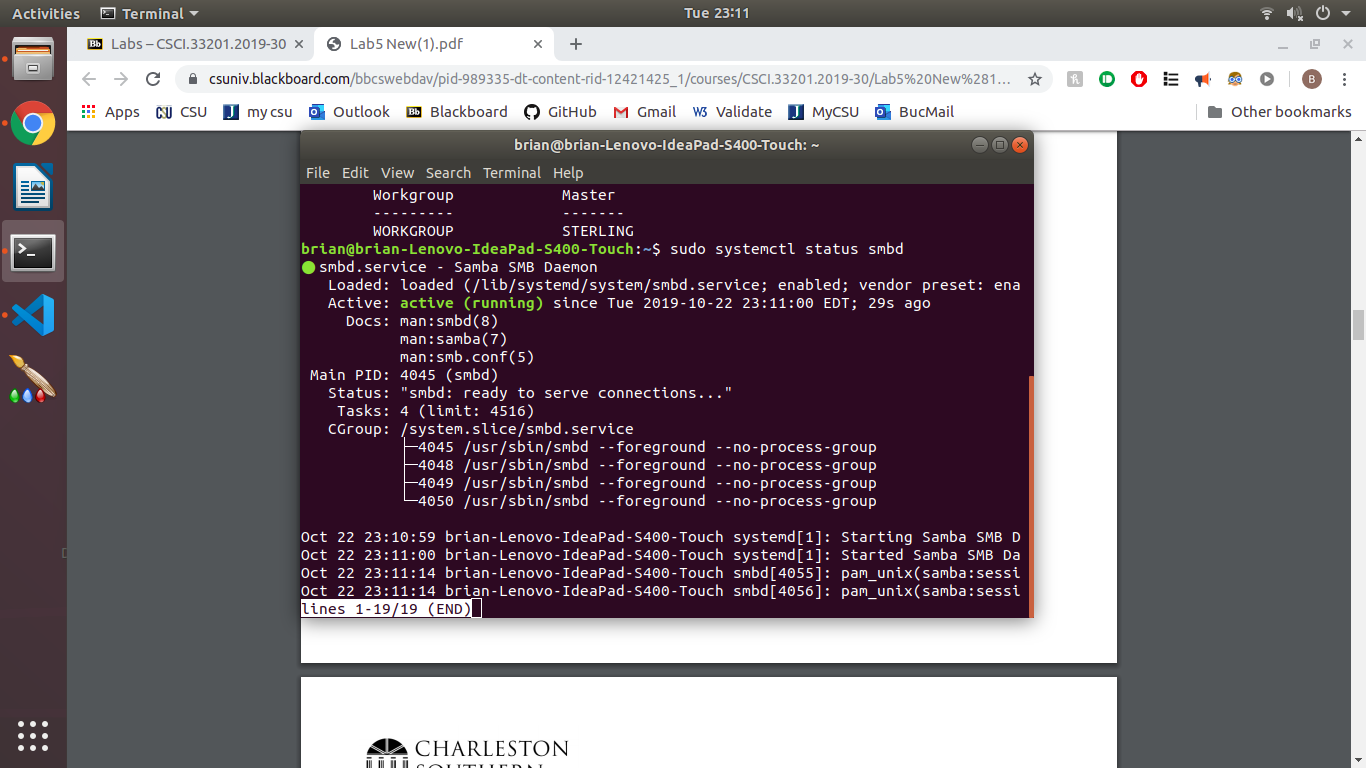 Activities Terminal Tue 23:11
Labs – CSCI.33201.2019-30 Lab5 New(1).pdf
csuniv.blackboard.com/bbcswebdav/pid-989335-dt-content-rid-12421425_1/courses/CSCI.33201.2019-30/Lab5%20New%281... B
Apps CSU my csu Outlook Blackboard GitHub Gmail Validate MyCSU BucMail Other bookmarks
brian@brian-Lenovo-IdeaPad-S400-Touch: ~
File Edit View Search Terminal Help
Workgroup Master
--------- -------
WORKGROUP STERLING
brian@brian-Lenovo-IdeaPad-S400-Touch:~$ sudo systemctl status smbd
● smbd.service - Samba SMB Daemon
Loaded: loaded (/lib/systemd/system/smbd.service; enabled; vendor preset: ena
Active: active (running) since Tue 2019-10-22 23:11:00 EDT; 29s ago
Docs: man:smbd(8)
man:samba(7)
man:smb.conf(5)
Main PID: 4045 (smbd)
Status: "smbd: ready to serve connections..."
Tasks: 4 (limit: 4516)
CGroup: /system.slice/smbd.service
├─4045 /usr/sbin/smbd --foreground --no-process-group
├─4048 /usr/sbin/smbd --foreground --no-process-group
├─4049 /usr/sbin/smbd --foreground --no-process-group
└─4050 /usr/sbin/smbd --foreground --no-process-group
Oct 22 23:10:59 brian-Lenovo-IdeaPad-S400-Touch systemd[1]: Starting Samba SMB D
Oct 22 23:11:00 brian-Lenovo-IdeaPad-S400-Touch systemd[1]: Started Samba SMB Da
Oct 22 23:11:14 brian-Lenovo-IdeaPad-S400-Touch smbd[4055]: pam_unix(samba:sessi
Oct 22 23:11:14 brian-Lenovo-IdeaPad-S400-Touch smbd[4056]: pam_unix(samba:sessi
lines 1-19/19 (END)
CHARLESTON
SOUTHERN